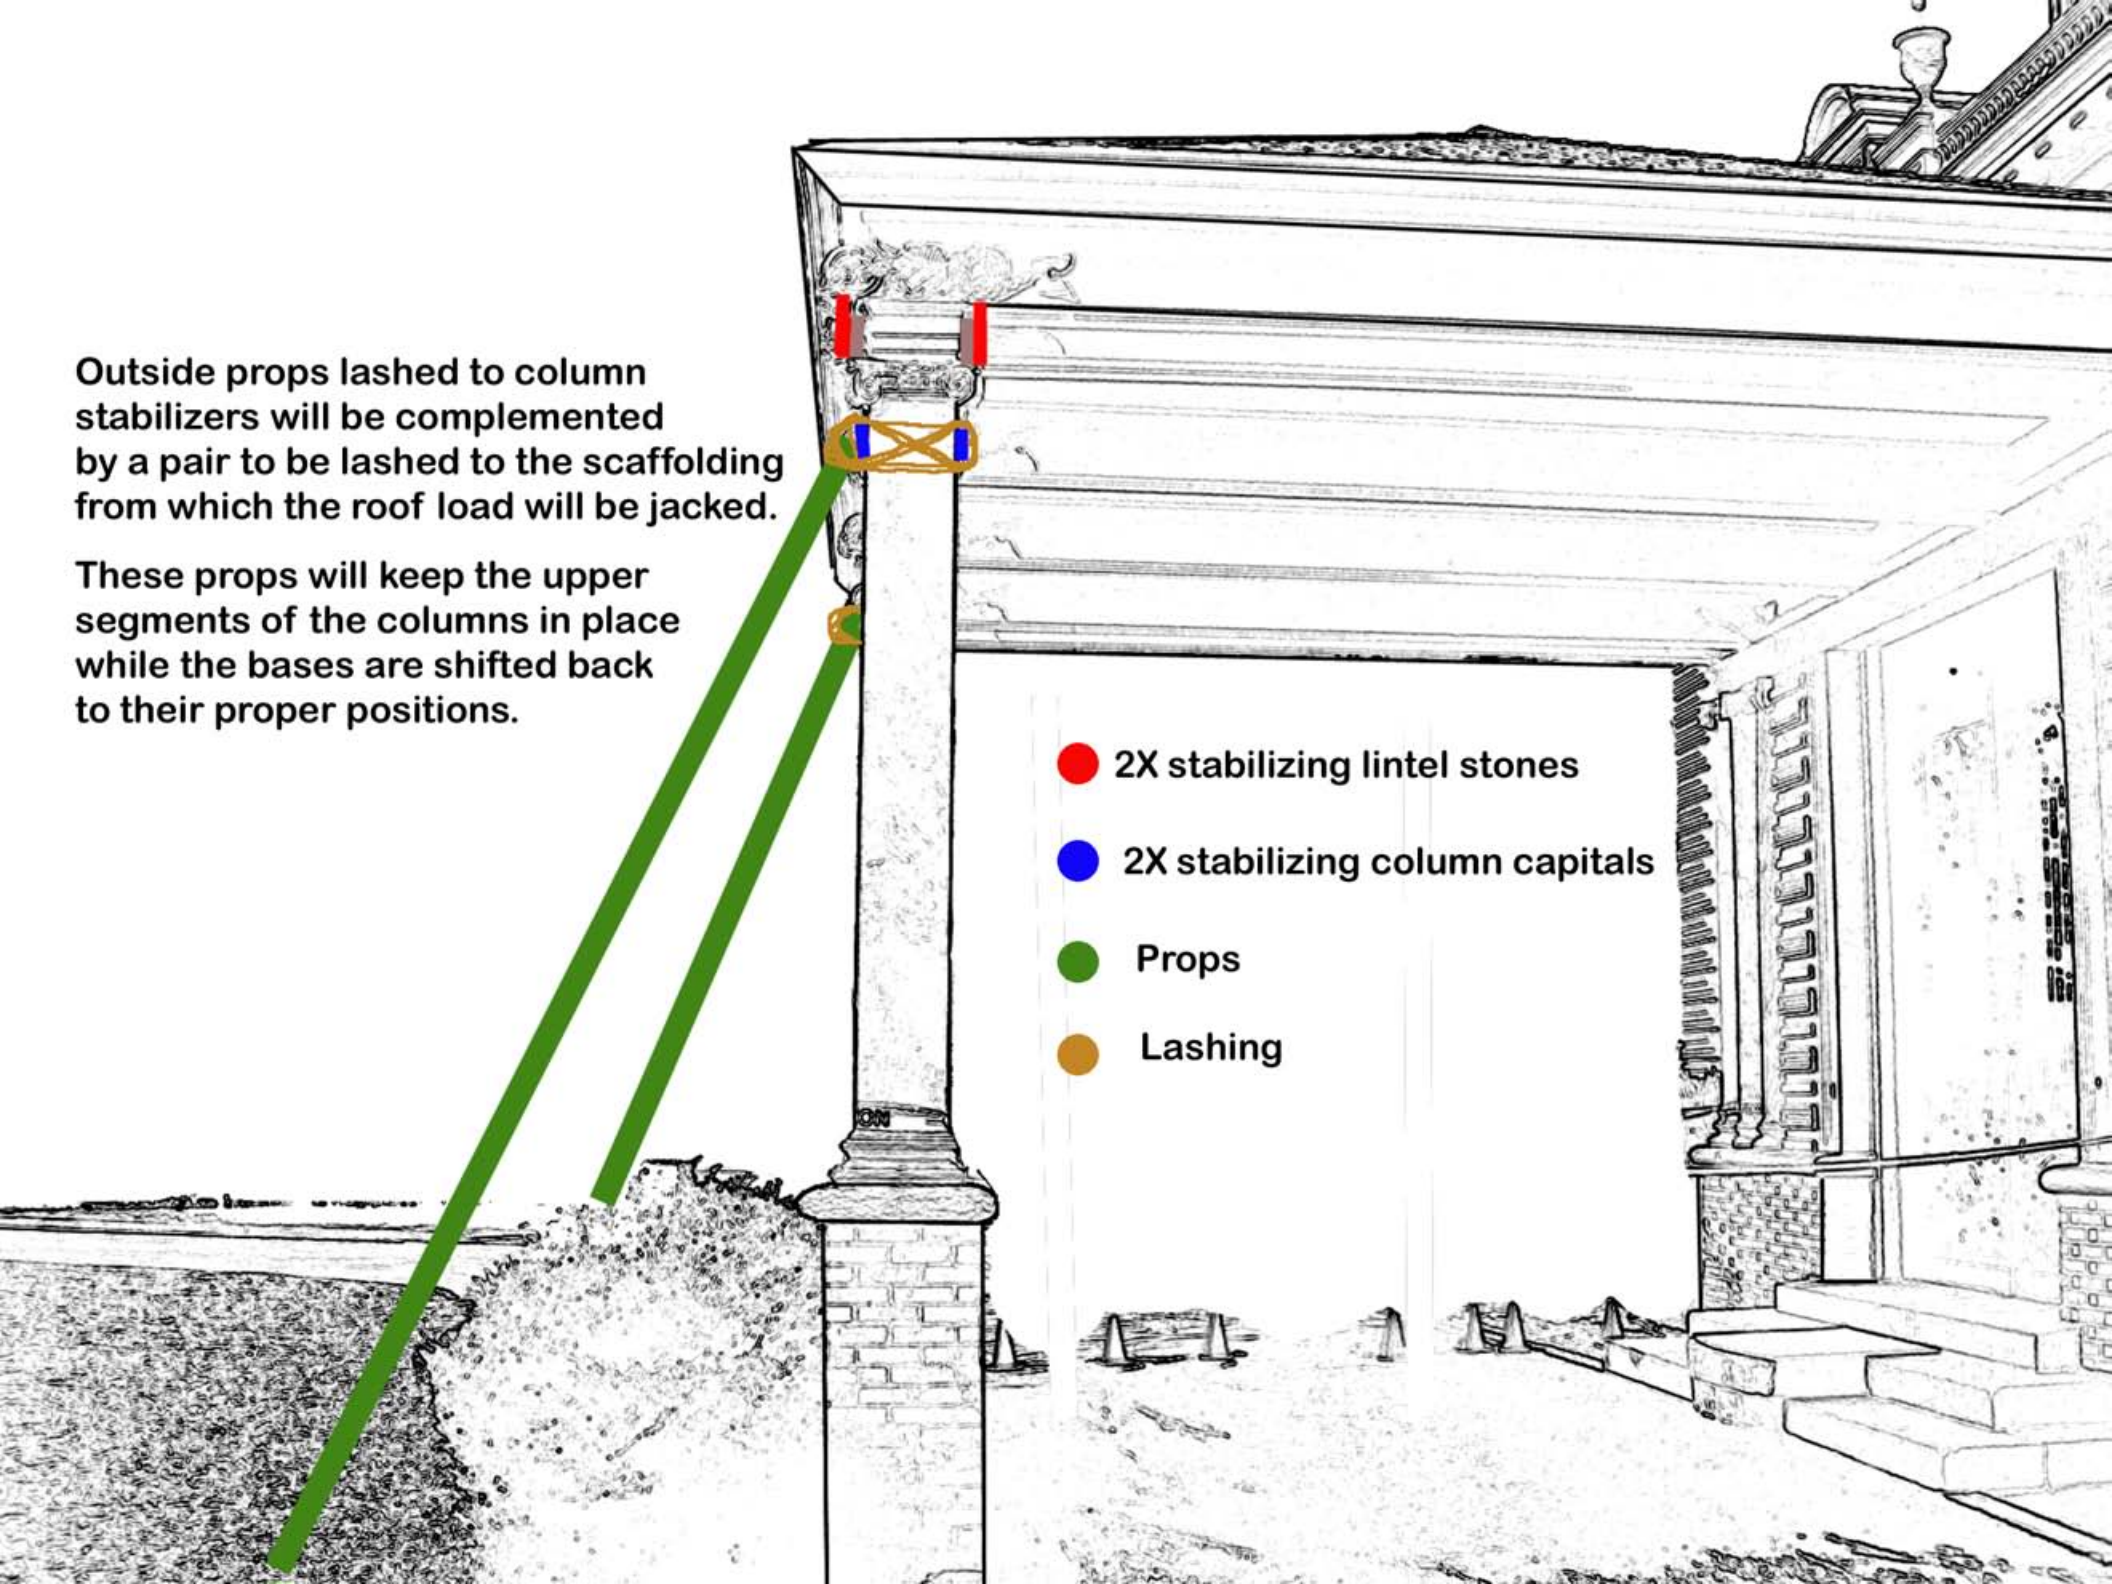 Outside props lashed to column
stabilizers will be complemented
by a pair to be lashed to the scaffolding
from which the roof load will be jacked.
These props will keep the upper
segments of the columns in place
while the bases are shifted back
to their proper positions.
2X stabilizing lintel stones
2X stabilizing column capitals
Props
Lashing
ON